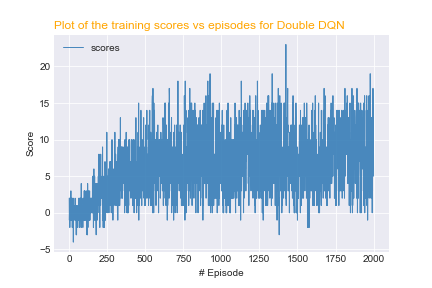 Plot of the training scores vs episodes for Double DQN
scores
20
15
10
5
0
−5
Score
0 250 500 750 1000 1250 1500 1750 2000
# Episode